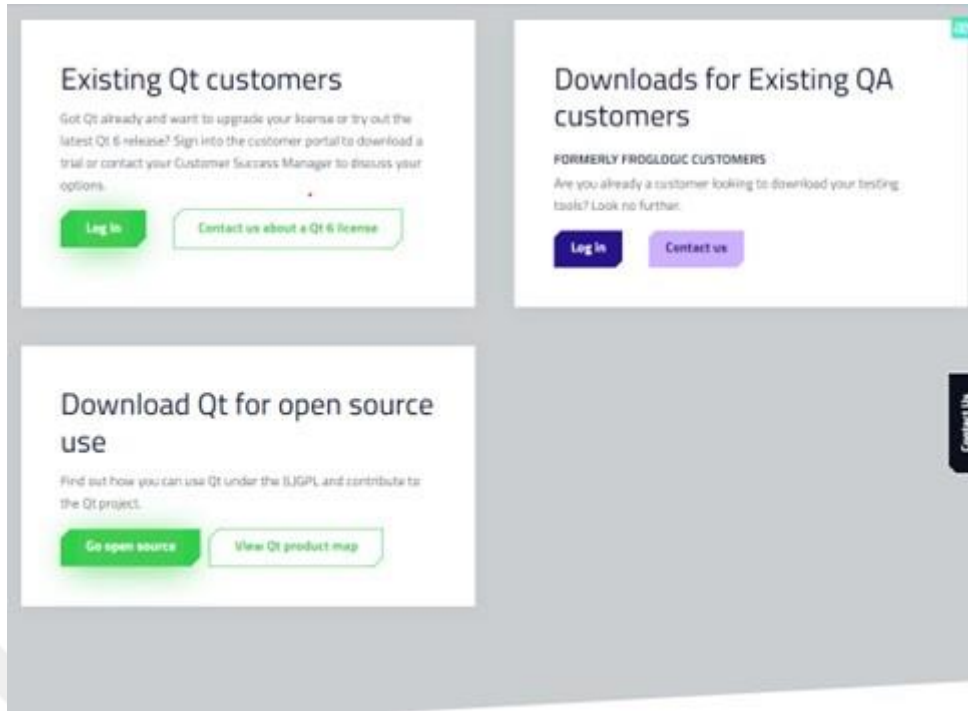 Existing Qt customers
Got Qt already and want to upgrade your license or try out the
latest Qt 6 release? Sign into the customer portal to download a
trial or contact your Customer Success Manager to discuss your
options.
Log in
Contact us about a Qt 6 license
Downloads for Existing QA
customers
FORMERLY FROGLOGIC CUSTOMERS
Are you already a customer looking to download your testing
tools? Look no further.
Log in
Contact us
Download Qt for open source
use
Find out how you can use Qt under the (L)GPL and contribute to
the Qt project.
Go open source
View Qt product map
Contact Us